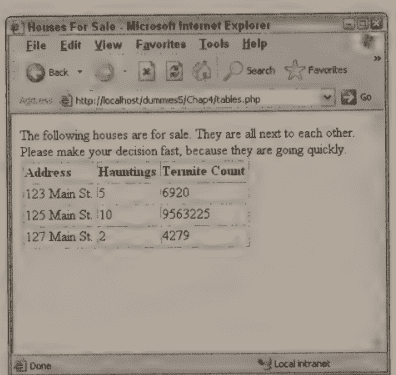 Houses For Sale - Microsoft Internet Explorer
File Edit View Favorites Tools Help
Back Search Favorites
Address http://localhost/dummies5/Chap4/tables.php Go
The following houses are for sale. They are all next to each other.
Please make your decision fast, because they are going quickly.
Address Hauntings Termite Count
123 Main St. 5 6920
125 Main St. 10 9563225
127 Main St. 2 4279
Done Local intranet